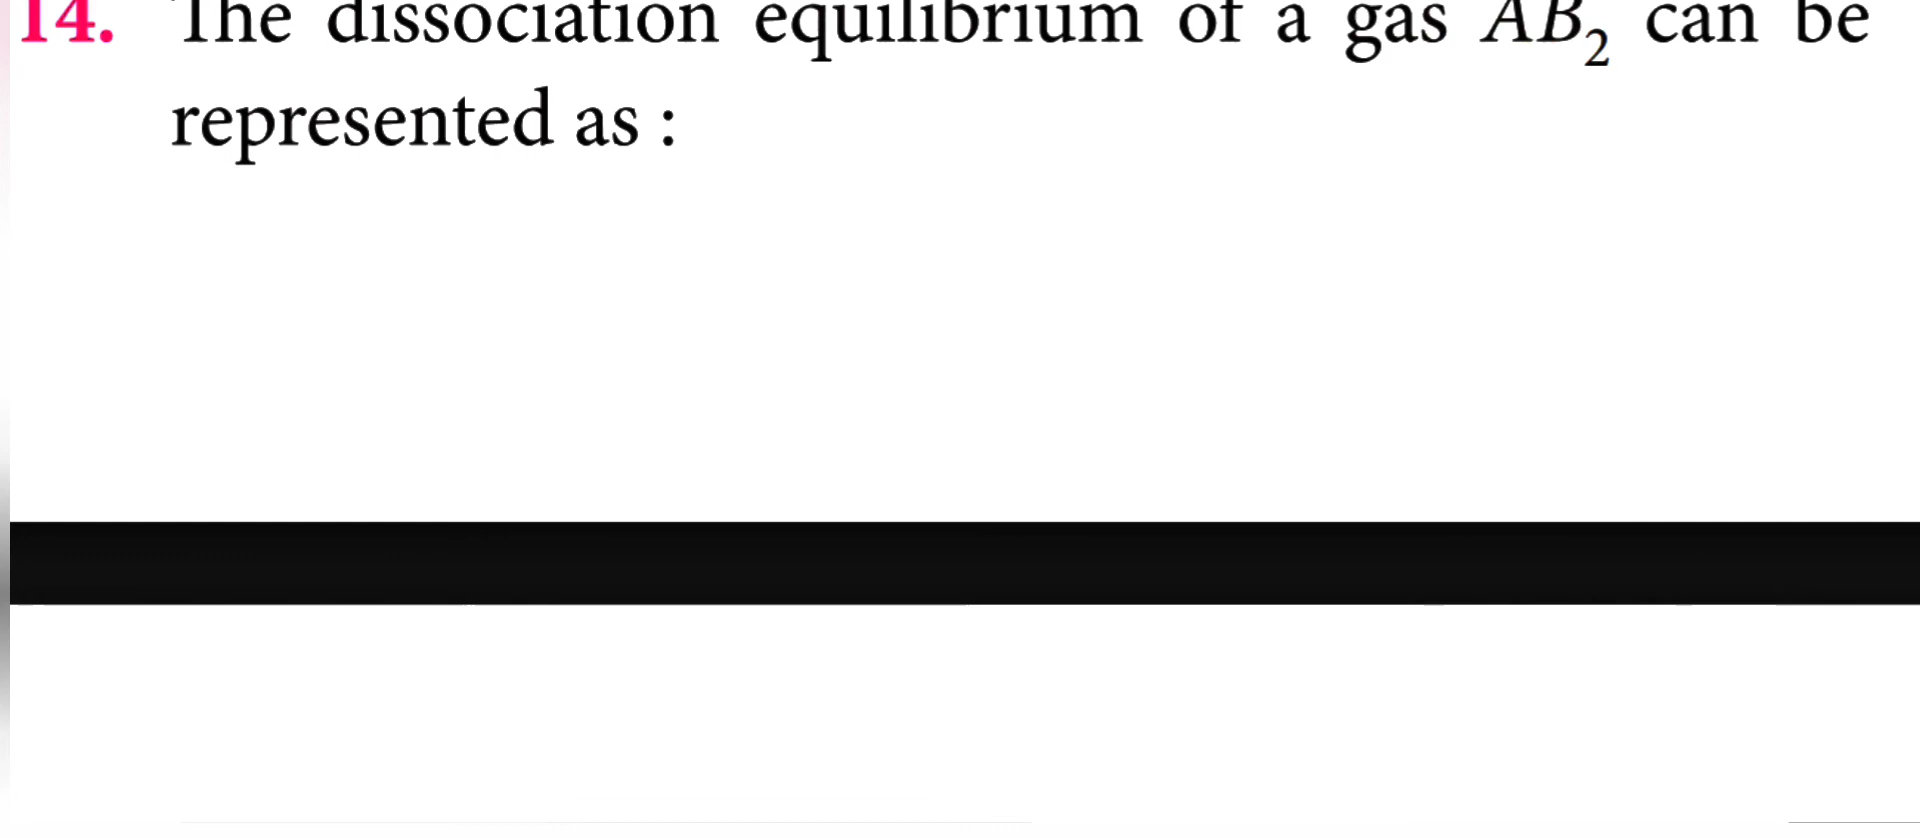 14. The dissociation equilibrium of a gas AB₂ can be
represented as :